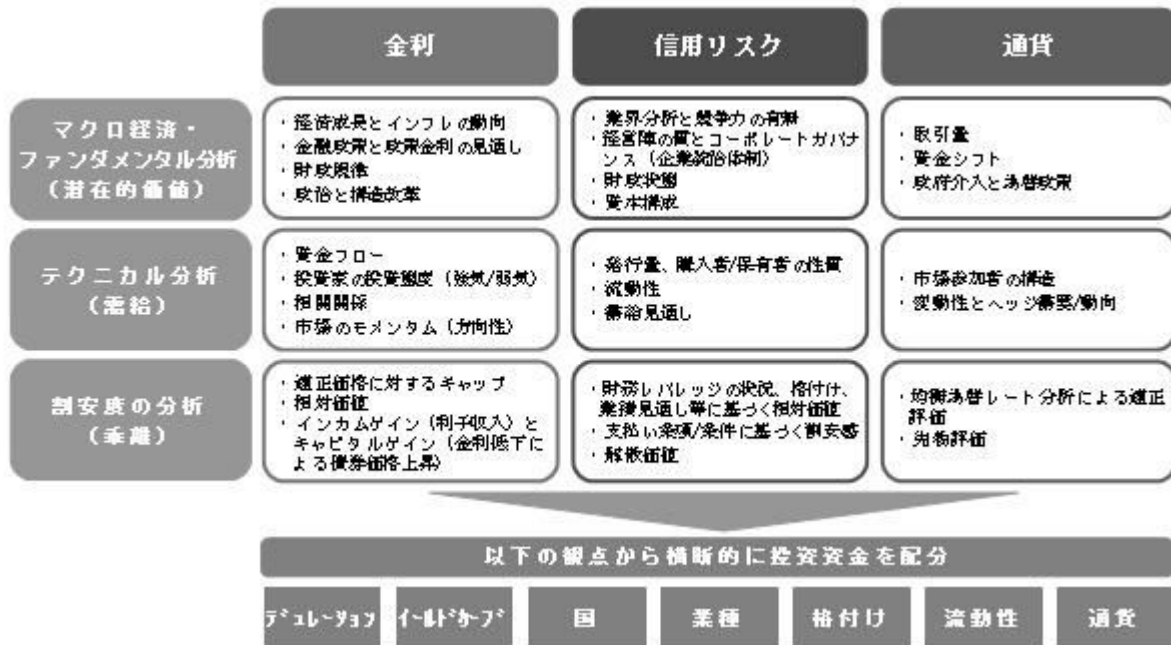 金利
信用リスク
通貨
マクロ経済・
ファンダメンタル分析
（潜在的価値）
・経済成長とインフレの動向
・金融政策と政策金利の見通し
・財政規律
・政治と構造改革
・業界分析と競争力の有無
・経営陣の質とコーポレートガバナ
ンス（企業統治体制）
・財政状態
・資本構成
・取引量
・資金シフト
・政府介入と為替政策
テクニカル分析
（需給）
・資金フロー
・投資家の投資態度（強気/弱気）
・相関関係
・市場のモメンタム（方向性）
・発行量、購入者/保有者の性質
・流動性
・需給見通し
・市場参加者の構造
・変動性とヘッジ需要/動向
割安度の分析
（乖離）
・適正価格に対するギャップ
・相対価値
・インカムゲイン（利子収入）と
キャピタルゲイン（金利低下に
よる債券価格上昇）
・財務レバレッジの状況、格付け、
業績見通し等に基づく相対価値
・支払い条項/条件に基づく割安感
・解散価値
・均衡為替レート分析による適正
評価
・先物評価
以下の観点から横断的に投資資金を配分
デュレーション
イールドカーブ
国
業種
格付け
流動性
通貨